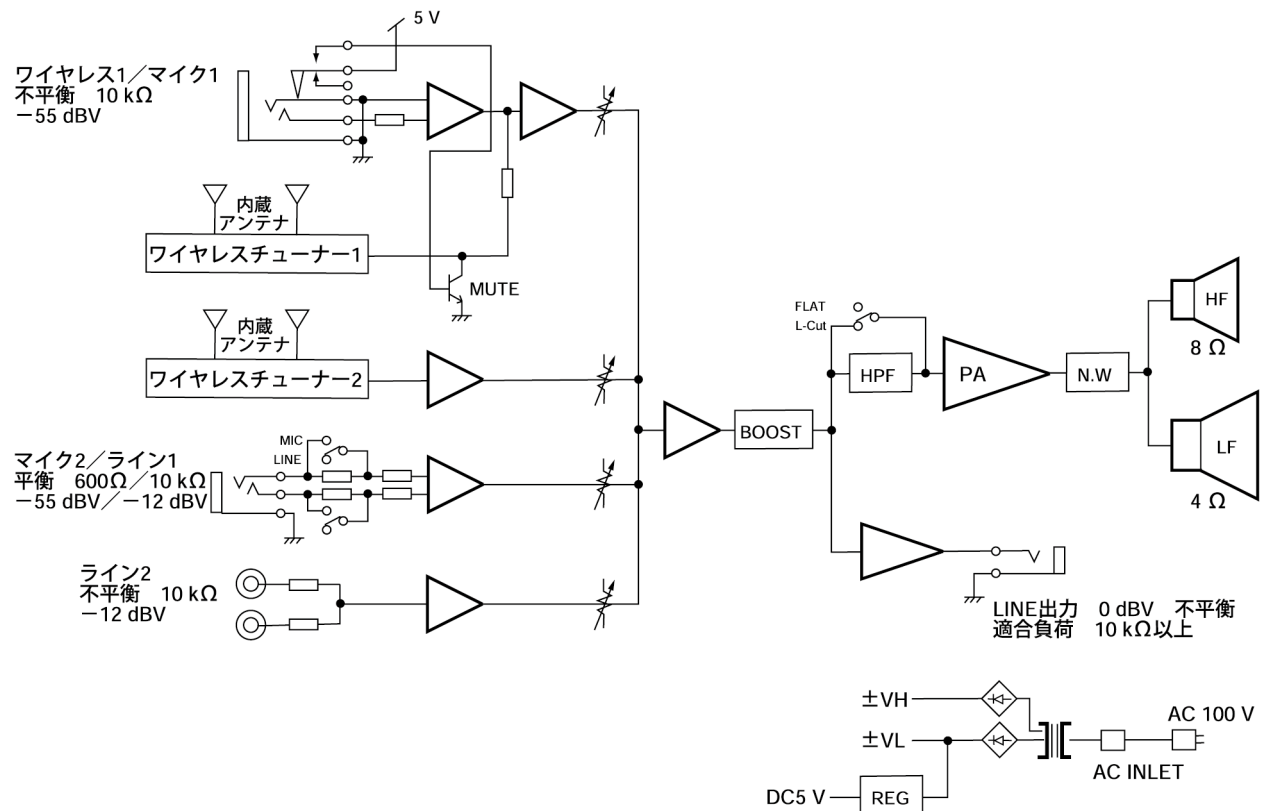 5 V
ワイヤレス1／マイク1
不平衡 10 kΩ
－55 dBV
内蔵
アンテナ
ワイヤレスチューナー1
MUTE
内蔵
アンテナ
ワイヤレスチューナー2
MIC
LINE
マイク2／ライン1
平衡 600Ω／10 kΩ
－55 dBV／－12 dBV
ライン2
不平衡 10 kΩ
－12 dBV
BOOST
FLAT
L-Cut
HPF
PA
N.W
HF
8 Ω
LF
4 Ω
LINE出力 0 dBV 不平衡
適合負荷 10 kΩ以上
±VH
±VL
AC 100 V
AC INLET
DC5 V
REG